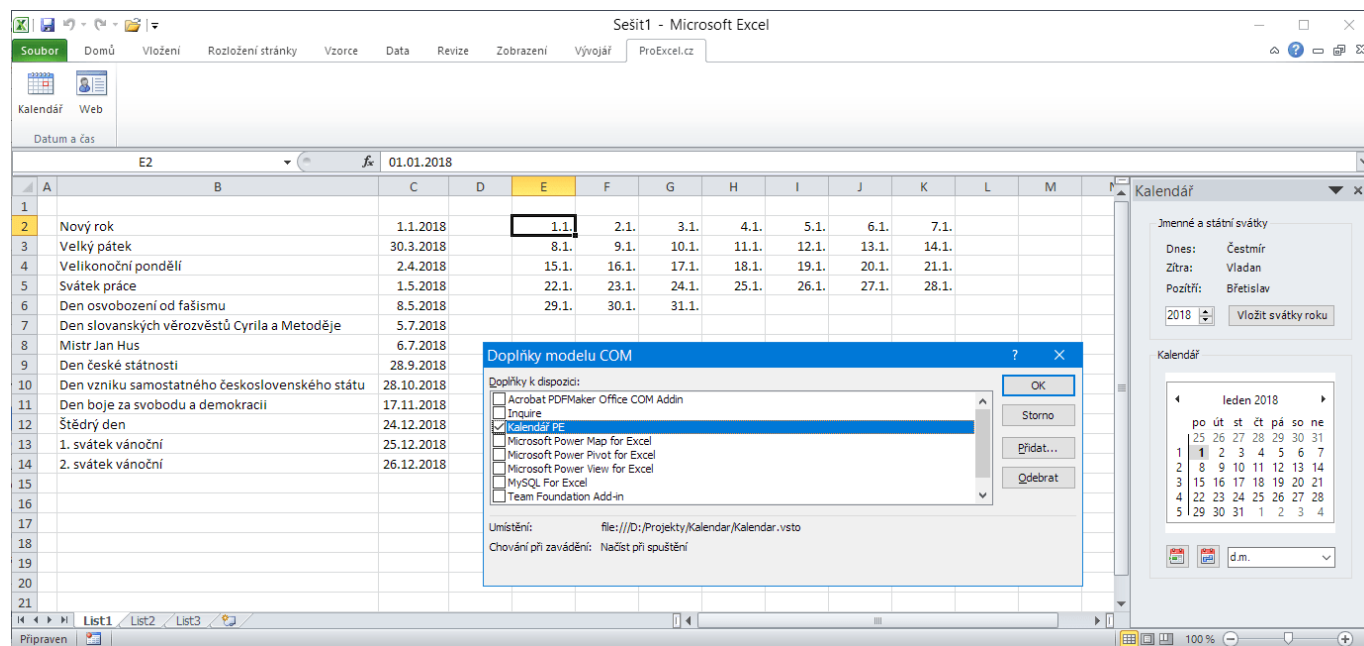 Sešit1 - Microsoft Excel
Soubor Domů Vložení Rozložení stránky Vzorce Data Revize Zobrazení Vývojář ProExcel.cz
Kalendář Web
Datum a čas
E2 fx 01.01.2018
A B C D E F G H I J K L M N
1
2 Nový rok 1.1.2018 1.1. 2.1. 3.1. 4.1. 5.1. 6.1. 7.1.
3 Velký pátek 30.3.2018 8.1. 9.1. 10.1. 11.1. 12.1. 13.1. 14.1.
4 Velikonoční pondělí 2.4.2018 15.1. 16.1. 17.1. 18.1. 19.1. 20.1. 21.1.
5 Svátek práce 1.5.2018 22.1. 23.1. 24.1. 25.1. 26.1. 27.1. 28.1.
6 Den osvobození od fašismu 8.5.2018 29.1. 30.1. 31.1.
7 Den slovanských věrozvěstů Cyrila a Metoděje 5.7.2018
8 Mistr Jan Hus 6.7.2018
9 Den české státnosti 28.9.2018
10 Den vzniku samostatného československého státu 28.10.2018
11 Den boje za svobodu a demokracii 17.11.2018
12 Štědrý den 24.12.2018
13 1. svátek vánoční 25.12.2018
14 2. svátek vánoční 26.12.2018
15
16
17
18
19
20
21
Doplňky modelu COM ?
Doplňky k dispozici:
Acrobat PDFMaker Office COM Addin
Inquire
Kalendář PE
Microsoft Power Map for Excel
Microsoft Power Pivot for Excel
Microsoft Power View for Excel
MySQL For Excel
Team Foundation Add-in
OK
Storno
Přidat...
Odebrat
Umístění: file:///D:/Projekty/Kalendar/Kalendar.vsto
Chování při zavádění: Načíst při spuštění
Kalendář
Jmenné a státní svátky
Dnes: Čestmír
Zítra: Vladan
Pozítří: Břetislav
2018 Vložit svátky roku
Kalendář
leden 2018
po út st čt pá so ne
25 26 27 28 29 30 31
1 1 2 3 4 5 6 7
2 8 9 10 11 12 13 14
3 15 16 17 18 19 20 21
4 22 23 24 25 26 27 28
5 29 30 31 1 2 3 4
d.m.
List1 List2 List3
Připraven 100 %